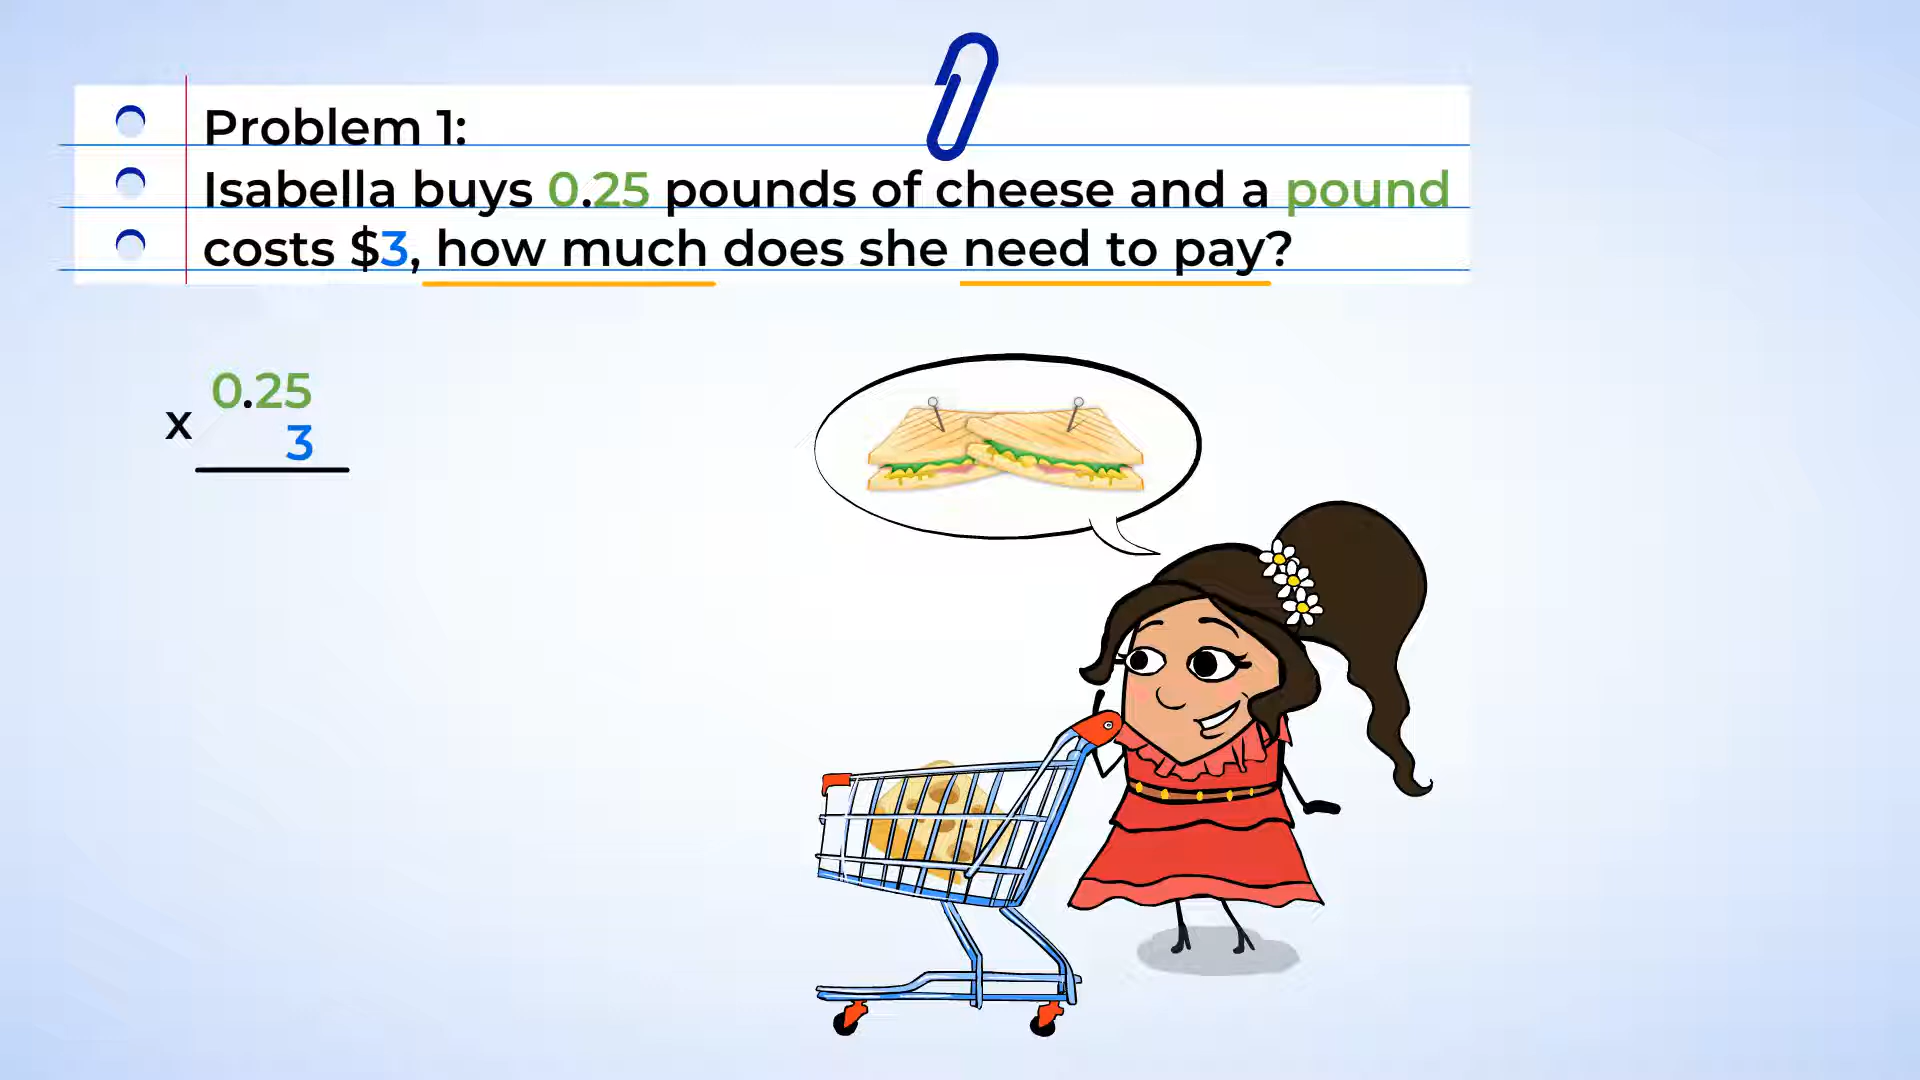 Problem 1:
Isabella buys 0.25 pounds of cheese and a pound
costs $3, how much does she need to pay?
0.25
x 3